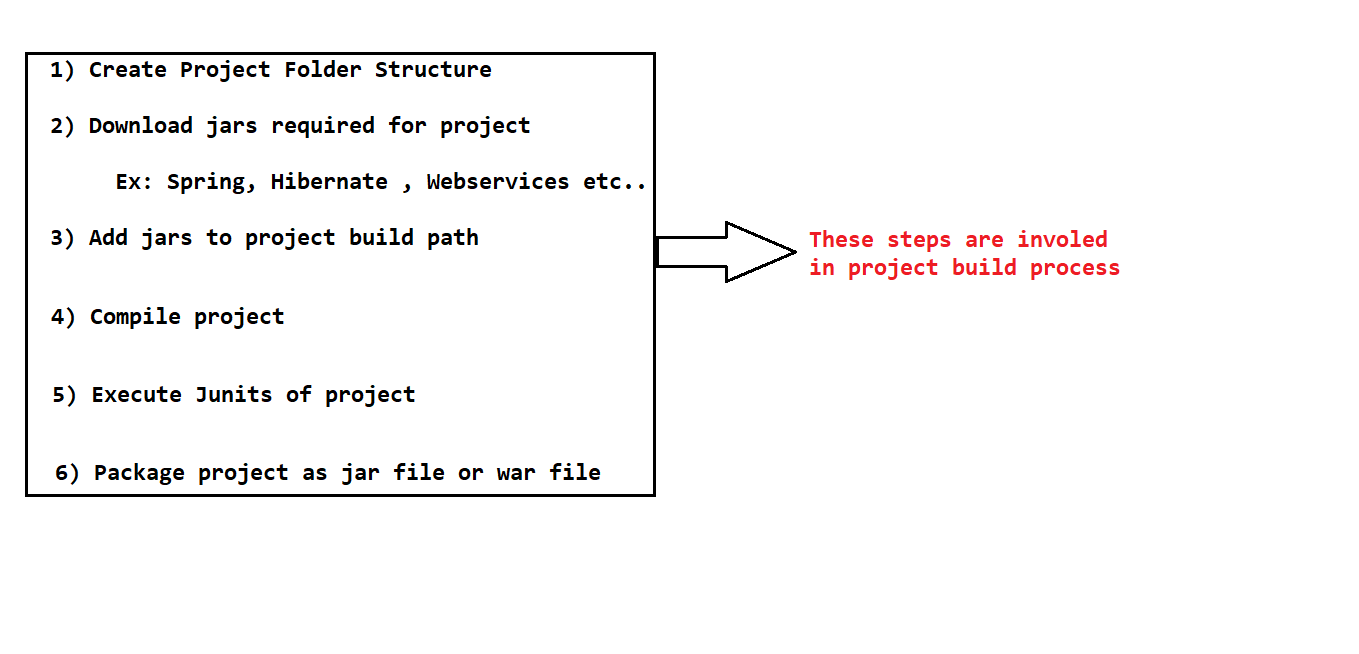 1) Create Project Folder Structure
2) Download jars required for project
Ex: Spring, Hibernate , Webservices etc..
3) Add jars to project build path
4) Compile project
5) Execute Junits of project
6) Package project as jar file or war file
These steps are involed
in project build process